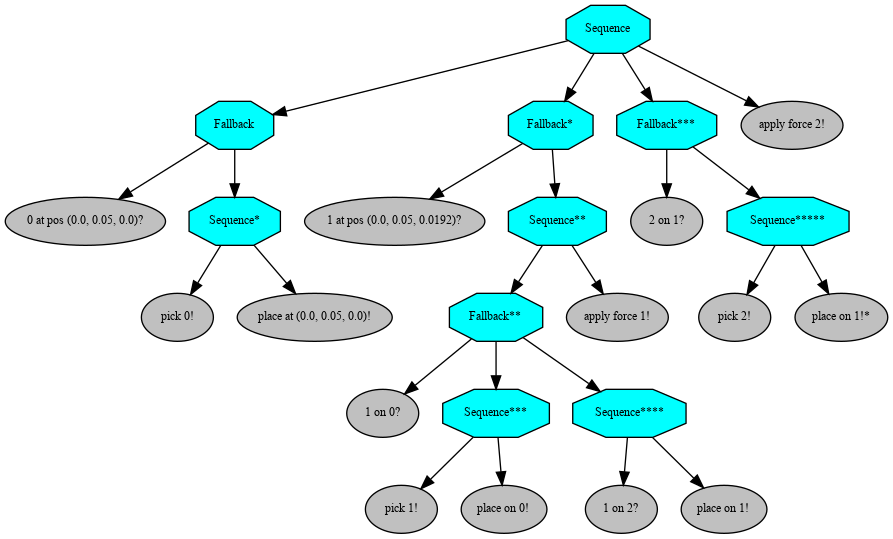 Sequence
Fallback
Fallback*
Fallback***
apply force 2!
0 at pos (0.0, 0.05, 0.0)?
Sequence*
1 at pos (0.0, 0.05, 0.0192)?
Sequence**
2 on 1?
Sequence*****
pick 0!
place at (0.0, 0.05, 0.0)!
Fallback**
apply force 1!
pick 2!
place on 1!*
1 on 0?
Sequence***
Sequence****
pick 1!
place on 0!
1 on 2?
place on 1!